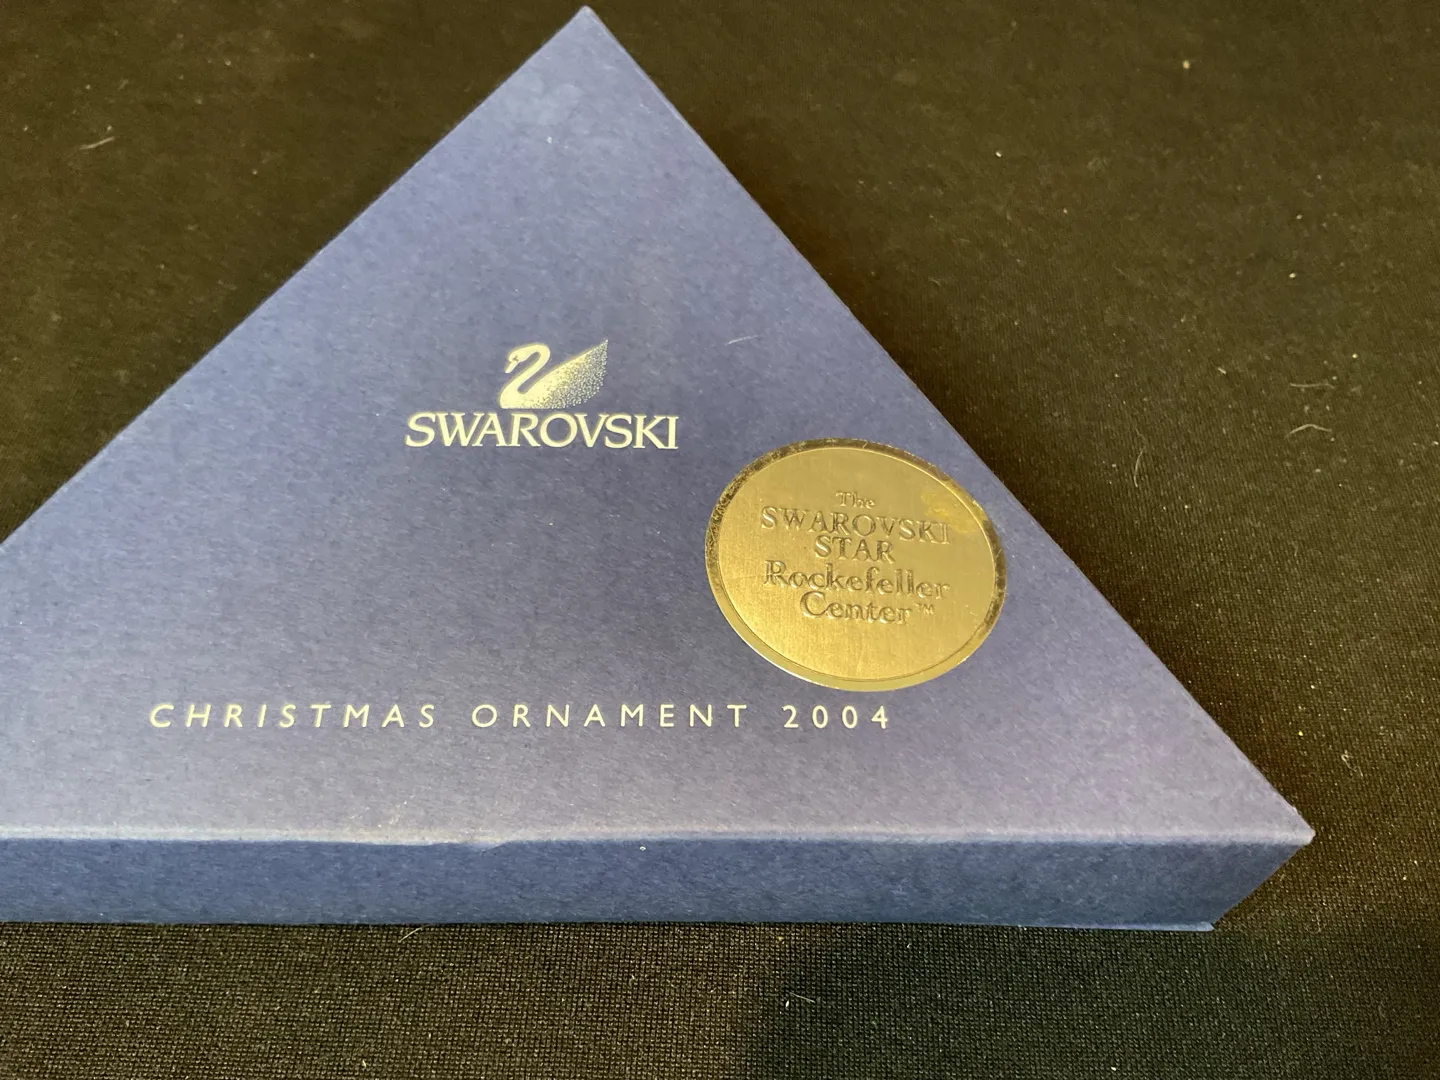 SWAROVSKI
The
SWAROVSKI
STAR
Rockefeller
Center™
CHRISTMAS ORNAMENT 2004